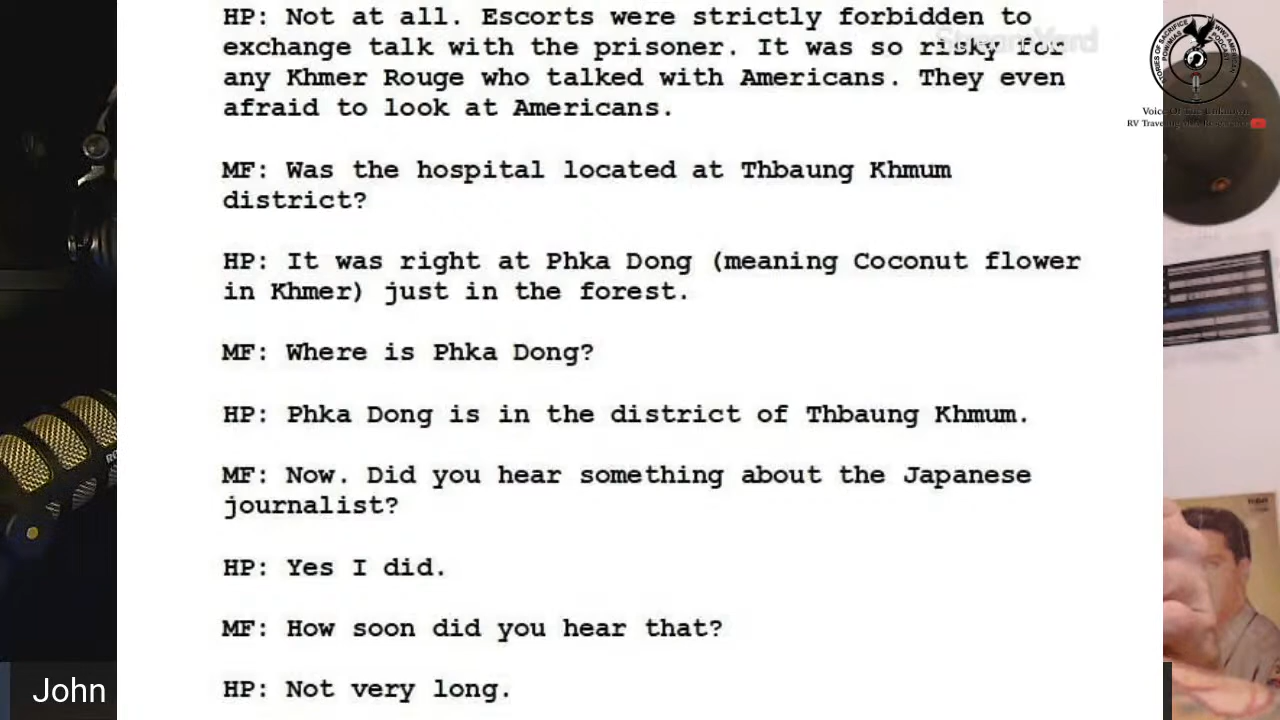 HP: Not at all. Escorts were strictly forbidden to
exchange talk with the prisoner. It was so risky for
any Khmer Rouge who talked with Americans. They even
afraid to look at Americans.
MF: Was the hospital located at Thbaung Khmum
district?
HP: It was right at Phka Dong (meaning Coconut flower
in Khmer) just in the forest.
MF: Where is Phka Dong?
HP: Phka Dong is in the district of Thbaung Khmum.
MF: Now. Did you hear something about the Japanese
journalist?
HP: Yes I did.
MF: How soon did you hear that?
HP: Not very long.
StreamYard
Voice Of The Unknown
John